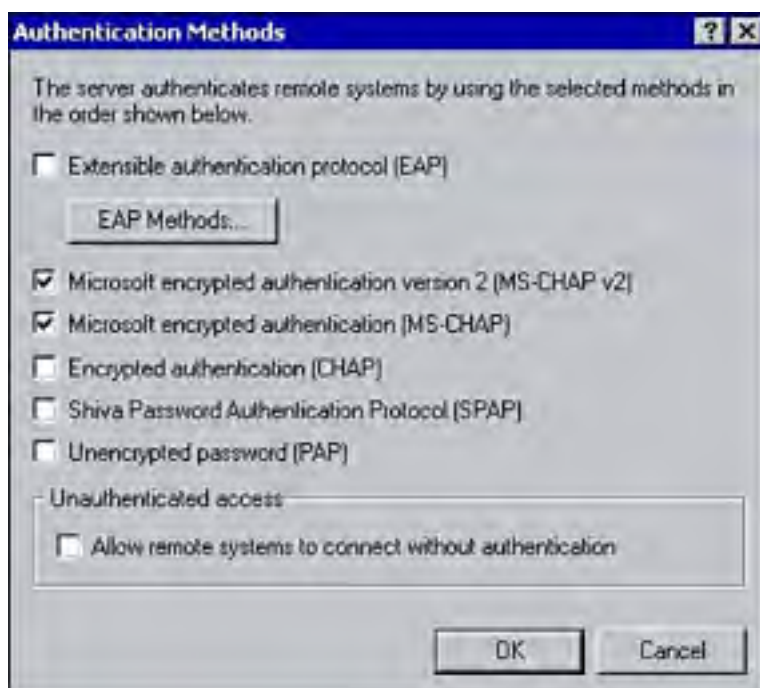 Authentication Methods
The server authenticates remote systems by using the selected methods in
the order shown below.
Extensible authentication protocol (EAP)
EAP Methods...
Microsoft encrypted authentication version 2 (MS-CHAP v2)
Microsoft encrypted authentication (MS-CHAP)
Encrypted authentication (CHAP)
Shiva Password Authentication Protocol (SPAP)
Unencrypted password (PAP)
Unauthenticated access
Allow remote systems to connect without authentication
OK Cancel